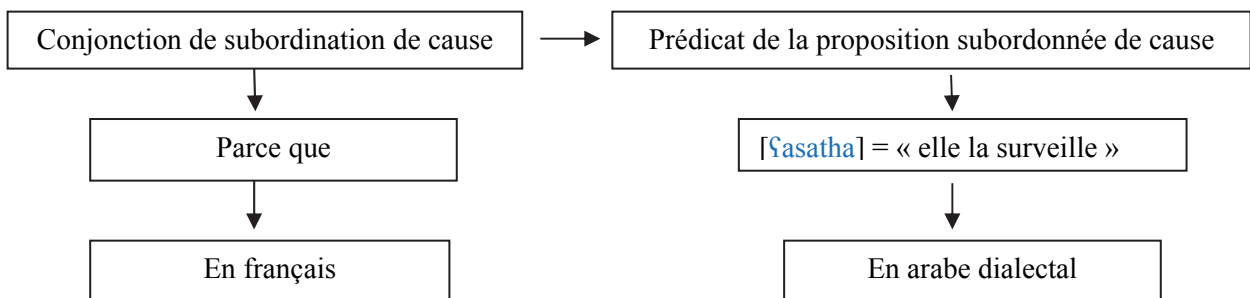 Conjonction de subordination de cause
Prédicat de la proposition subordonnée de cause
Parce que
[ʕasatha] = « elle la surveille »
En français
En arabe dialectal